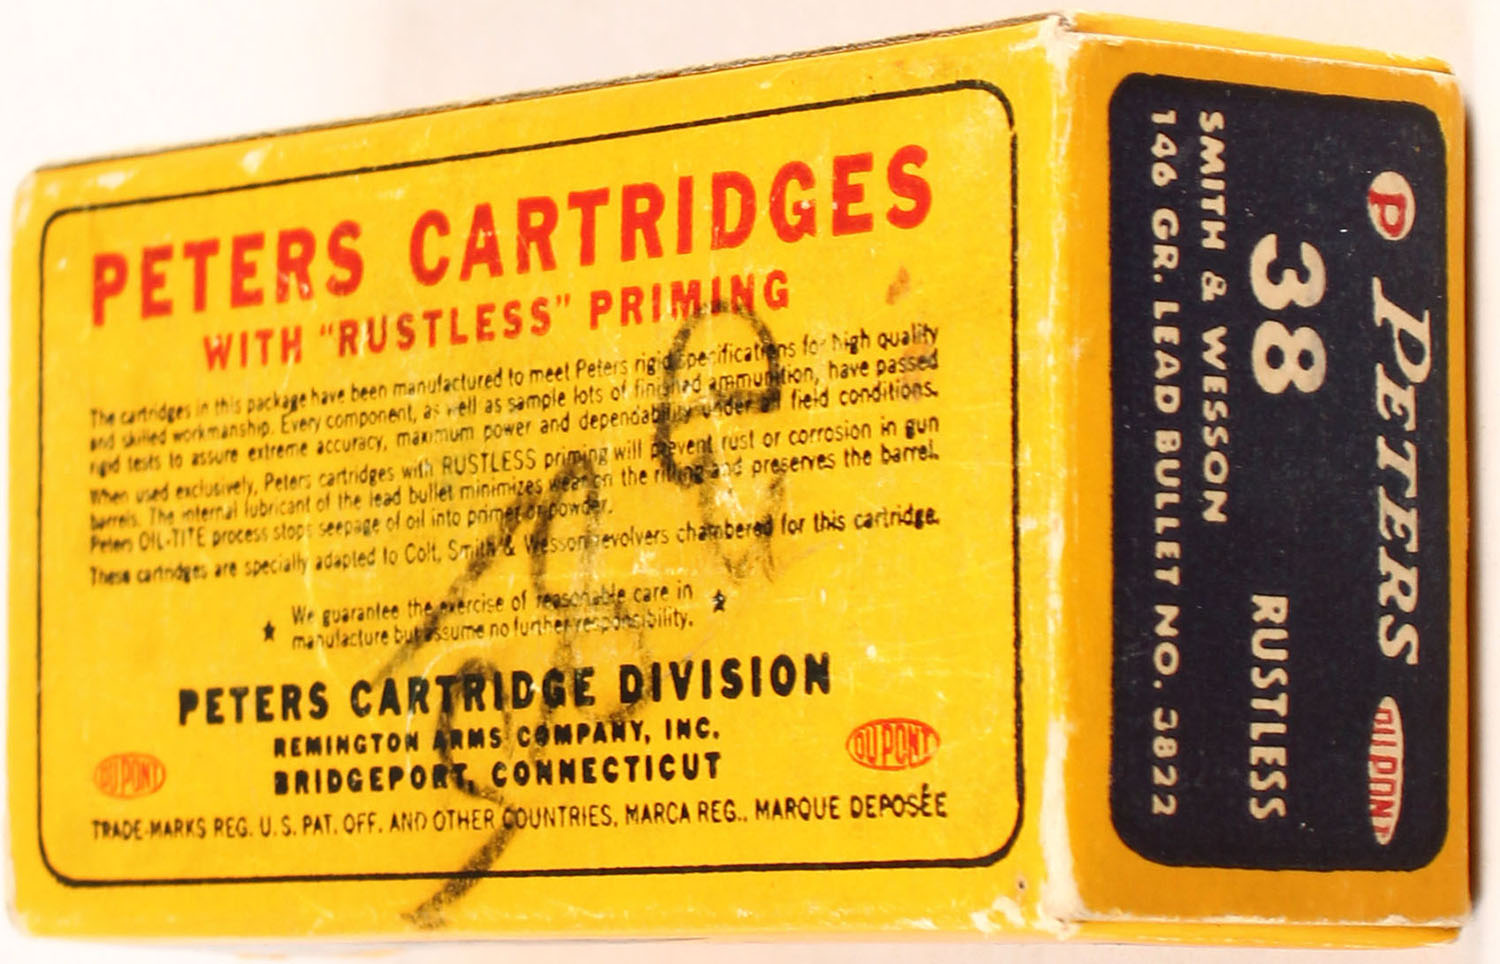 PETERS CARTRIDGES
WITH "RUSTLESS" PRIMING
The cartridges in this package have been manufactured to meet Peters rigid specifications for high quality
and skilled workmanship. Every component, as well as sample lots of finished ammunition, have passed
rigid tests to assure extreme accuracy, maximum power and dependability under all field conditions.
When used exclusively, Peters cartridges with RUSTLESS priming will prevent rust or corrosion in gun
barrels. The internal lubricant of the lead bullet minimizes wear on the rifling and preserves the barrel.
Peters OIL-TITE process stops seepage of oil into primer or powder.
These cartridges are specially adapted to Colt, Smith & Wesson revolvers chambered for this cartridge.
★ We guarantee the exercise of reasonable care in ★
manufacture but assume no further responsibility.
PETERS CARTRIDGE DIVISION
REMINGTON ARMS COMPANY, INC.
BRIDGEPORT, CONNECTICUT
DU PONT
DU PONT
TRADE-MARKS REG. U.S. PAT. OFF. AND OTHER COUNTRIES, MARCA REG., MARQUE DEPOSÉE
P PETERS DU PONT
38 RUSTLESS
SMITH & WESSON
146 GR. LEAD BULLET NO. 3822